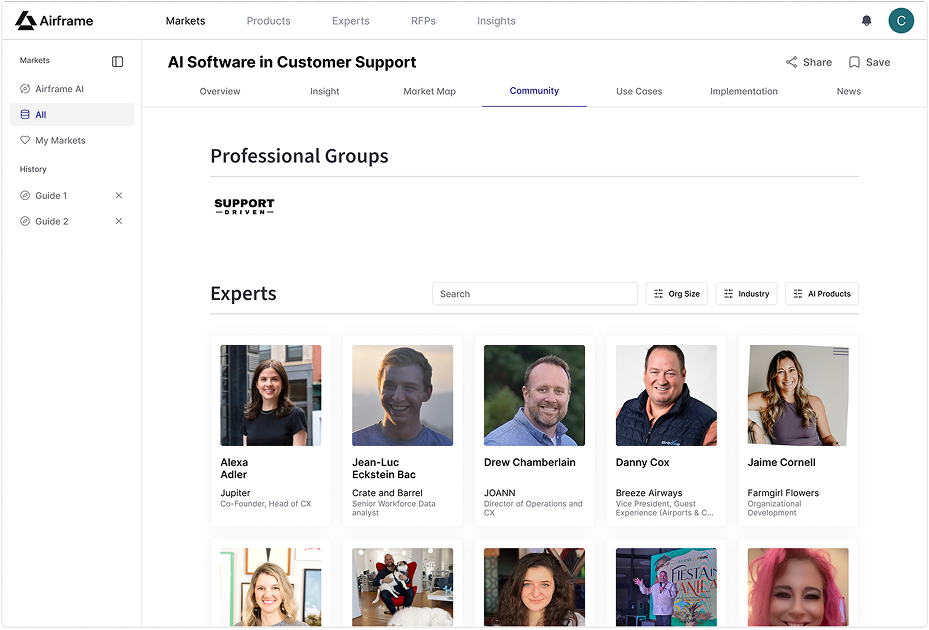 Airframe
Markets
Products
Experts
RFPs
Insights
C
Markets
Airframe AI
All
My Markets
History
Guide 1
Guide 2
AI Software in Customer Support
Share
Save
Overview
Insight
Market Map
Community
Use Cases
Implementation
News
Professional Groups
SUPPORT
DRIVEN
Experts
Search
Org Size
Industry
AI Products
Alexa
Adler
Jupiter
Co-Founder, Head of CX
Jean-Luc
Eckstein Bac
Crate and Barrel
Senior Workforce Data
analyst
Drew Chamberlain
JOANN
Director of Operations and
CX
Danny Cox
Breeze Airways
Vice President, Guest
Experience (Airports & C...
Jaime Cornell
Farmgirl Flowers
Organizational
Development